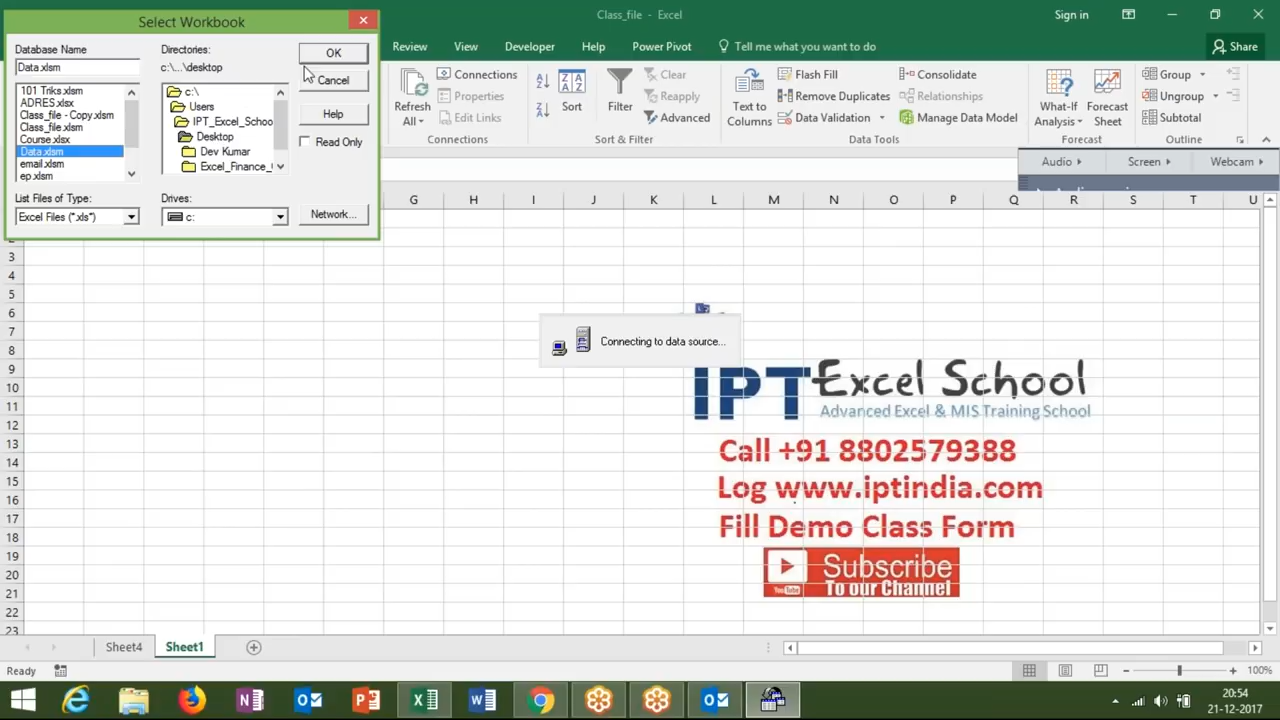 Select Workbook
Class_file - Excel
Sign in
Database Name
Data.xlsm
101 Triks.xlsm
ADRES.xlsx
Class_file - Copy.xlsm
Class_file.xlsm
Course.xlsx
Data.xlsm
email.xlsm
ep.xlsm
List Files of Type:
Excel Files (*.xls*)
Directories:
c:\...\desktop
c:\
Users
IPT_Excel_Schoo
Desktop
Dev Kumar
Excel_Finance_
Drives:
c:
OK
Cancel
Help
Read Only
Network...
Review View Developer Help Power Pivot Tell me what you want to do Share
Refresh All
Connections
Properties
Edit Links
Connections
Sort
Filter
Clear
Reapply
Advanced
Sort & Filter
Text to Columns
Flash Fill
Remove Duplicates
Data Validation
Consolidate
Relationships
Manage Data Model
Data Tools
What-If Analysis
Forecast Sheet
Forecast
Group
Ungroup
Subtotal
Outline
Audio Screen Webcam
G H I J K L M N O P Q R S T U
2
3
4
5
6
7
8
9
10
11
12
13
14
15
16
17
18
19
20
21
22
23
Connecting to data source...
IPT Excel School
Advanced Excel & MIS Training School
Call +91 8802579388
Log www.iptindia.com
Fill Demo Class Form
Subscribe
To our Channel
YouTube
Sheet4 Sheet1
Ready
100%
20:54
21-12-2017